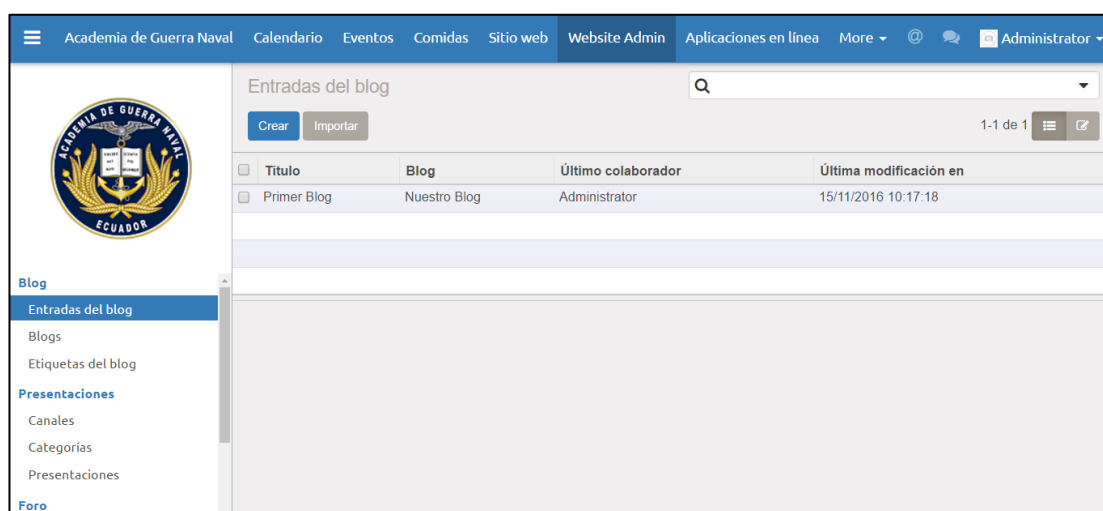 Academia de Guerra Naval Calendario Eventos Comidas Sitio web Website Admin Aplicaciones en línea More @ Administrator
ACADEMIA DE GUERRA NAVAL
ECUADOR
Entradas del blog
Crear Importar 1-1 de 1
Título Blog Último colaborador Última modificación en
Primer Blog Nuestro Blog Administrator 15/11/2016 10:17:18
Blog
Entradas del blog
Blogs
Etiquetas del blog
Presentaciones
Canales
Categorías
Presentaciones
Foro